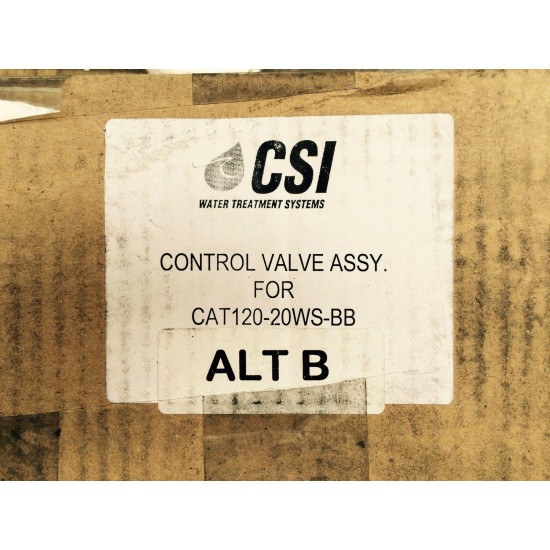 CSI
WATER TREATMENT SYSTEMS
CONTROL VALVE ASSY.
FOR
CAT120-20WS-BB
ALT B